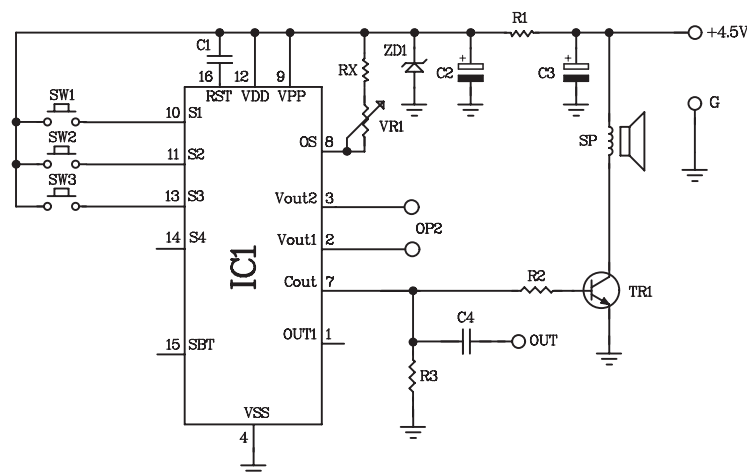 R1
+4.5V
C1
ZD1
C2
+
C3
+
RX
16 12 9
RST VDD VPP
SW1
10 S1
VR1
G
SW2
11 S2
OS 8
SP
SW3
13 S3
Vout2 3
14 S4
IC1
Vout1 2
OP2
Cout 7
R2
TR1
C4
OUT
15 SBT
OUT1 1
R3
VSS
4